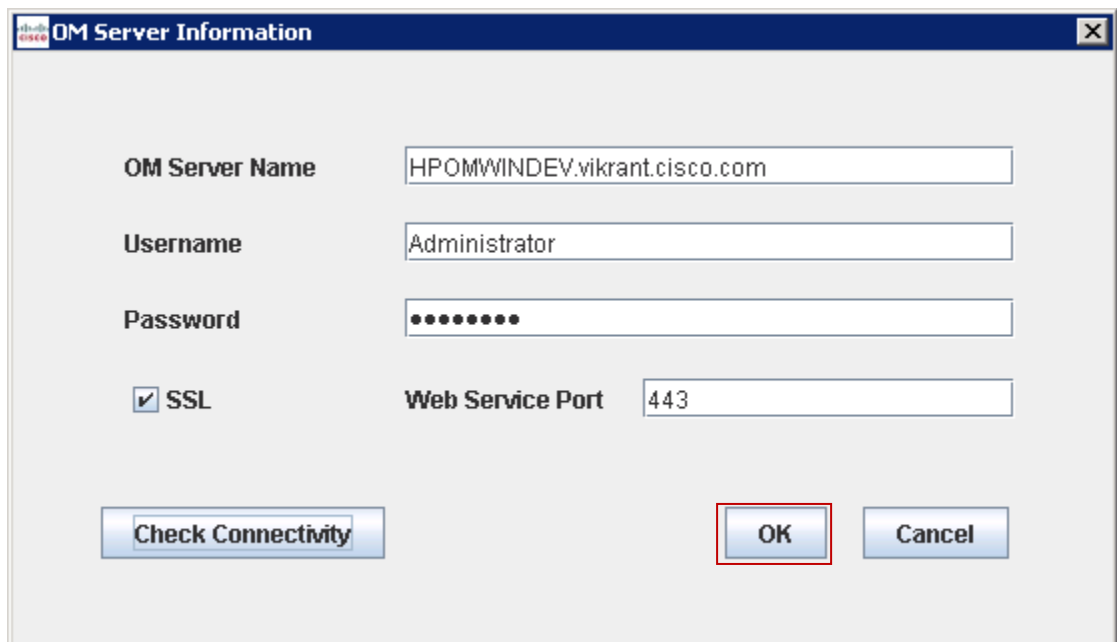 cisco OM Server Information
OM Server Name HPOMWINDEV.vikrant.cisco.com
Username Administrator
Password ●●●●●●●●
SSL Web Service Port 443
Check Connectivity OK Cancel